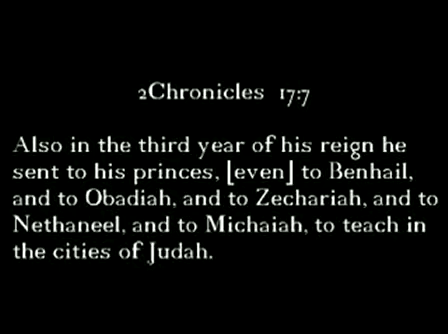 2Chronicles 17:7
Also in the third year of his reign he
sent to his princes, [even] to Benhail,
and to Obadiah, and to Zechariah, and to
Nethaneel, and to Michaiah, to teach in
the cities of Judah.